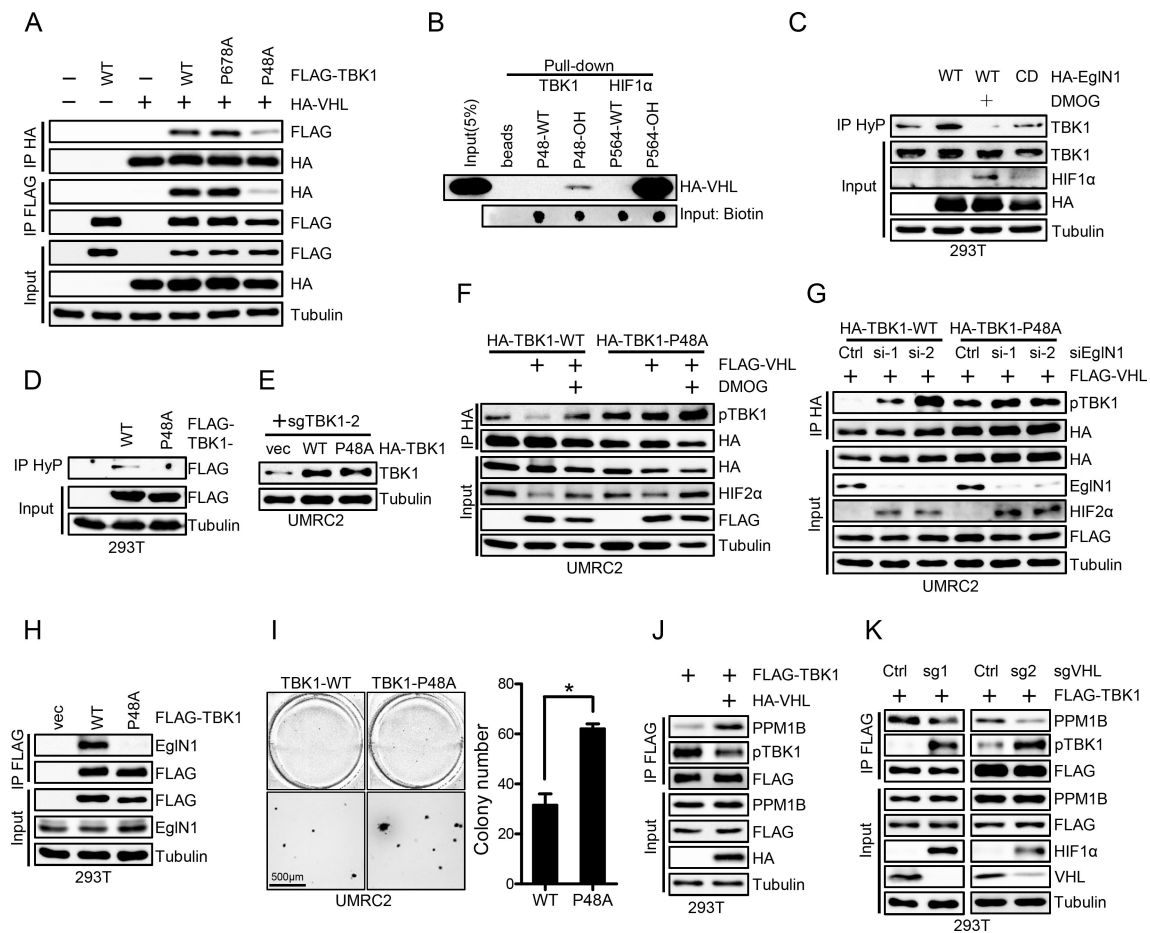 A
– WT – WT P678A P48A FLAG-TBK1
– – + + + + HA-VHL
IP HA
FLAG
HA
IP FLAG
HA
FLAG
Input
FLAG
HA
Tubulin
B
Pull-down
TBK1 HIF1α
Input(5%) beads P48-WT P48-OH P564-WT P564-OH
HA-VHL
Input: Biotin
C
WT WT CD HA-EglN1
+ DMOG
IP HyP TBK1
Input
TBK1
HIF1α
HA
Tubulin
293T
D
WT P48A FLAG-
TBK1-
IP HyP FLAG
Input
FLAG
Tubulin
293T
E
+sgTBK1-2
vec WT P48A HA-TBK1
TBK1
Tubulin
UMRC2
F
HA-TBK1-WT HA-TBK1-P48A
+ + + + FLAG-VHL
+ + DMOG
IP HA
pTBK1
HA
Input
HA
HIF2α
FLAG
Tubulin
UMRC2
G
HA-TBK1-WT HA-TBK1-P48A
Ctrl si-1 si-2 Ctrl si-1 si-2 siEglN1
+ + + + + + FLAG-VHL
IP HA
pTBK1
HA
Input
HA
EglN1
HIF2α
FLAG
Tubulin
UMRC2
H
vec WT P48A FLAG-TBK1
IP FLAG
EglN1
FLAG
Input
FLAG
EglN1
Tubulin
293T
I
TBK1-WT TBK1-P48A
500µm
UMRC2
Colony number
80
60
40
20
0
*
WT P48A
J
+ + FLAG-TBK1
+ HA-VHL
IP FLAG
PPM1B
pTBK1
FLAG
Input
PPM1B
FLAG
HA
Tubulin
293T
K
Ctrl sg1 Ctrl sg2 sgVHL
+ + + + FLAG-TBK1
IP FLAG
PPM1B
pTBK1
FLAG
Input
PPM1B
FLAG
HIF1α
VHL
Tubulin
293T